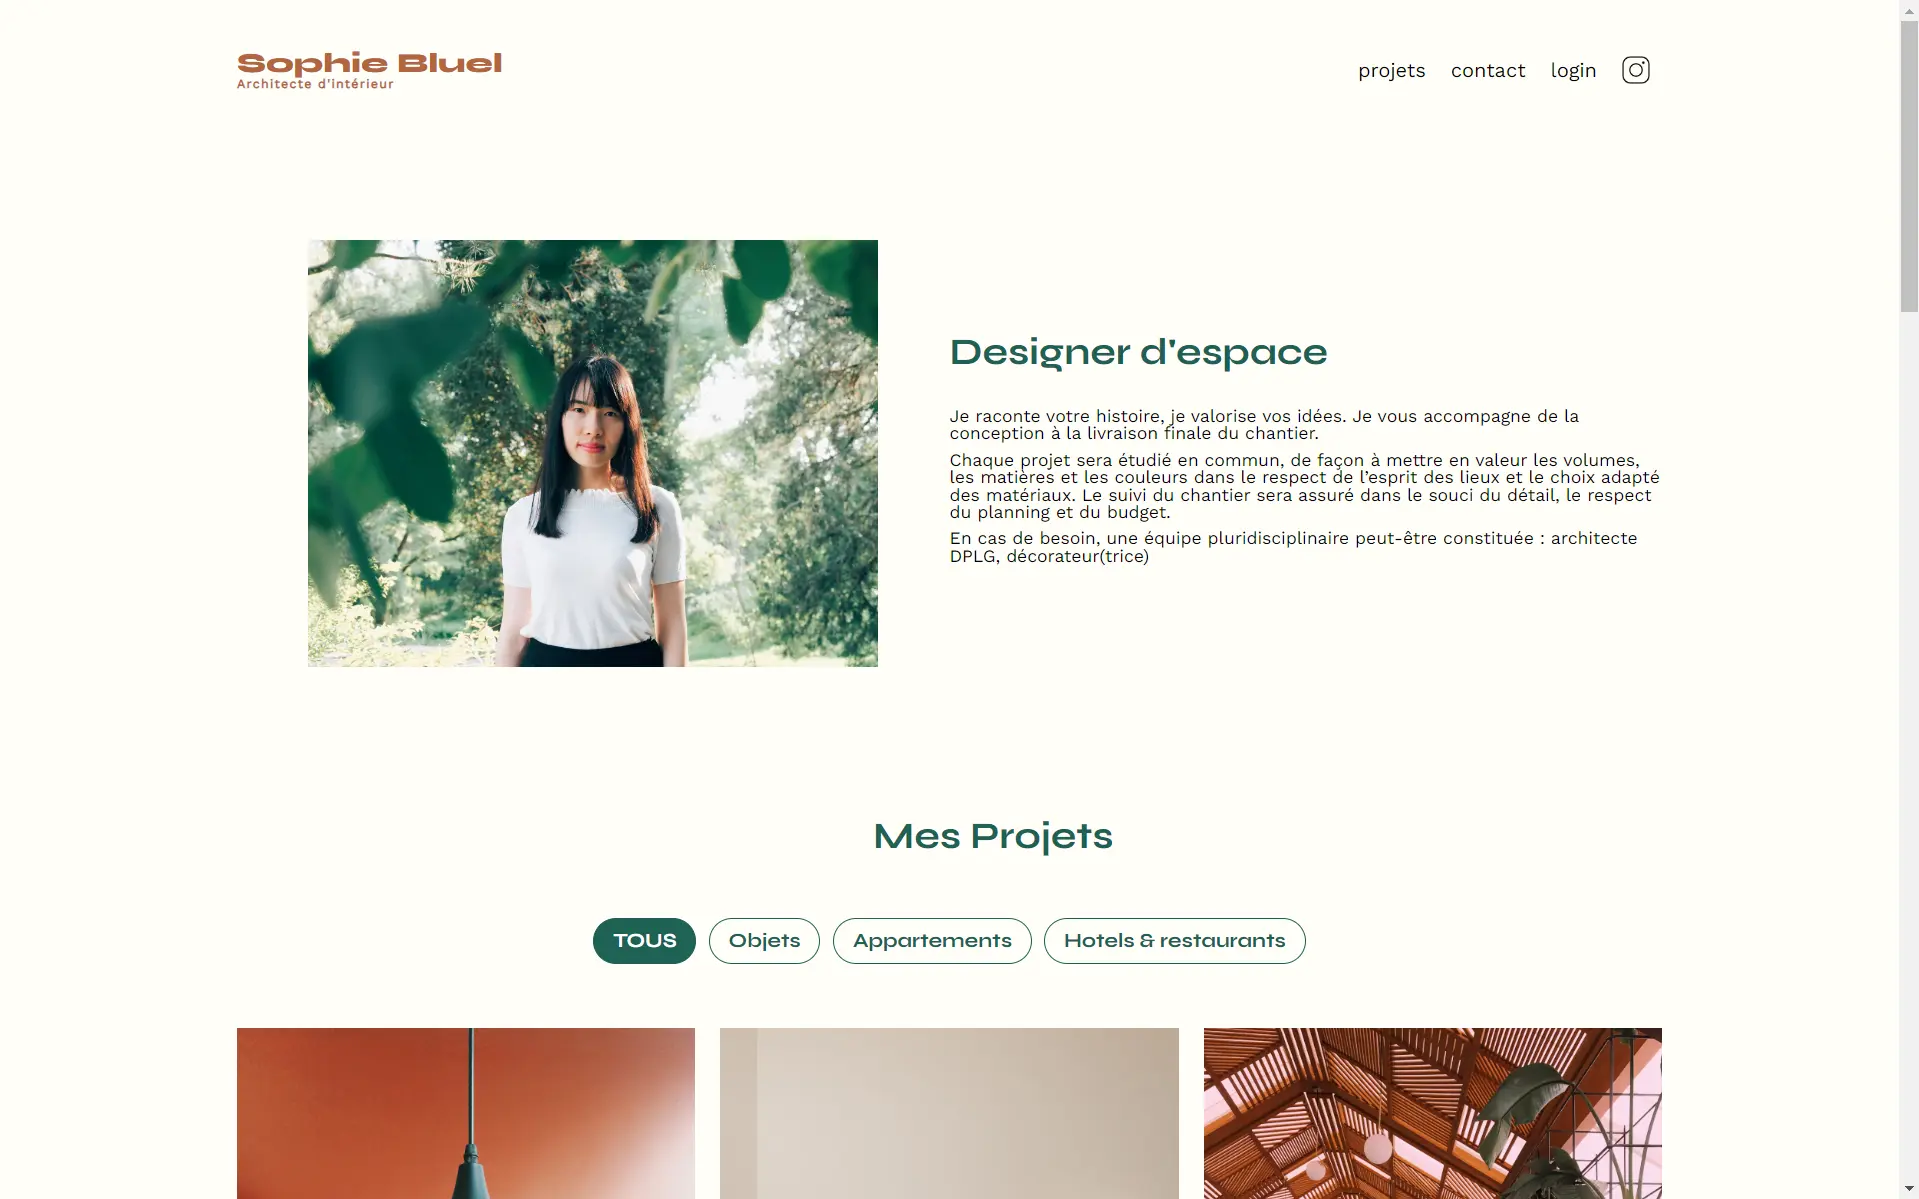 Sophie Bluel
Architecte d'intérieur
projets
contact
login
Designer d'espace
Je raconte votre histoire, je valorise vos idées. Je vous accompagne de la
conception à la livraison finale du chantier.
Chaque projet sera étudié en commun, de façon à mettre en valeur les volumes,
les matières et les couleurs dans le respect de l’esprit des lieux et le choix adapté
des matériaux. Le suivi du chantier sera assuré dans le souci du détail, le respect
du planning et du budget.
En cas de besoin, une équipe pluridisciplinaire peut-être constituée : architecte
DPLG, décorateur(trice)
Mes Projets
TOUS
Objets
Appartements
Hotels & restaurants